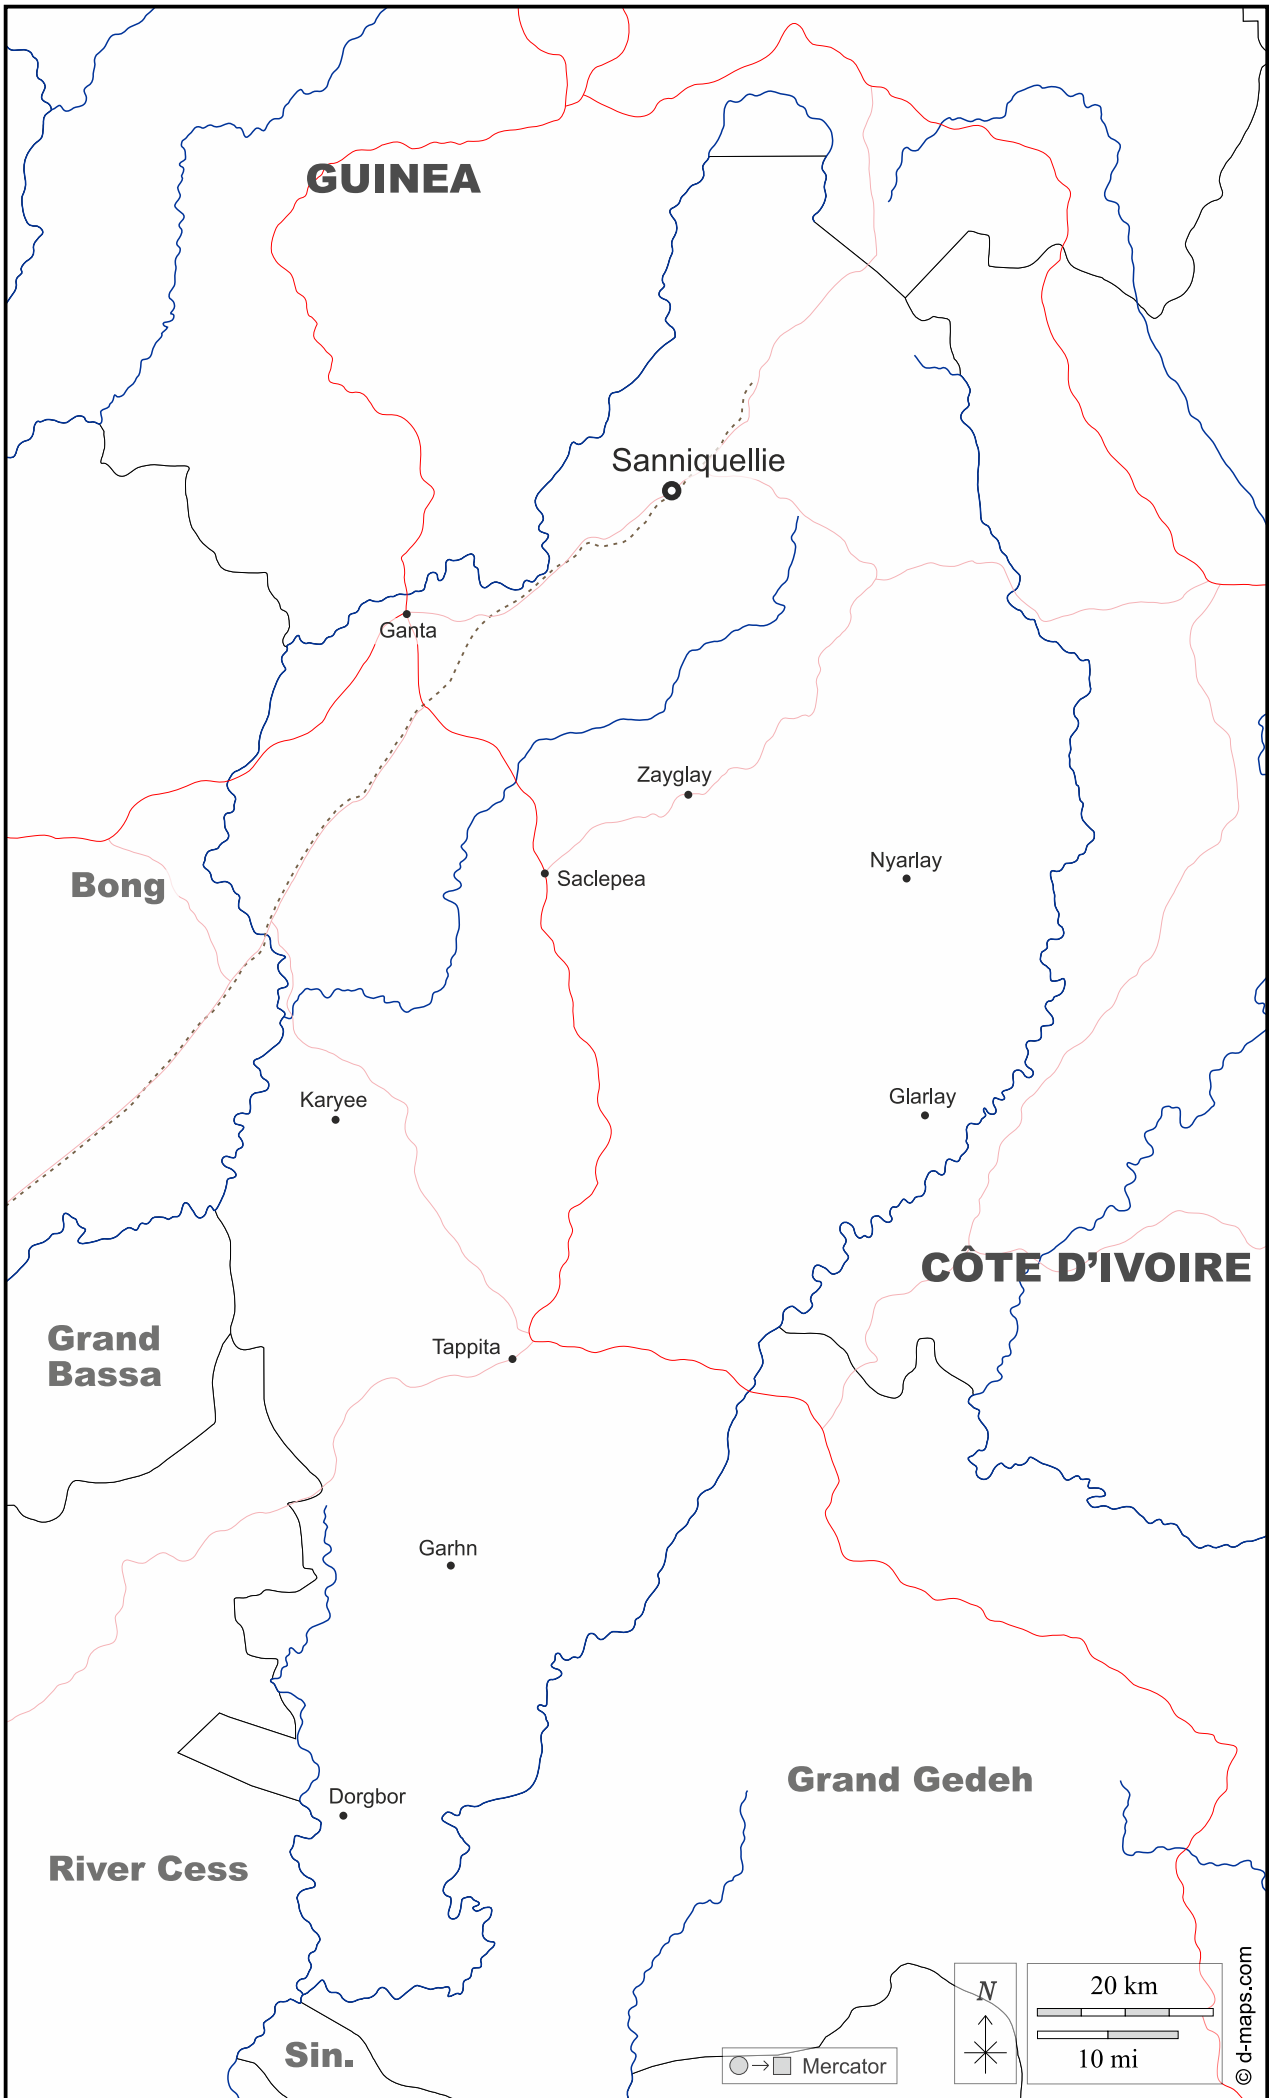 GUINEA
Sanniquellie
Ganta
Zayglay
Nyarlay
Saclepea
Bong
Karyee
Glarlay
CÔTE D'IVOIRE
Grand
Bassa
Tappita
Garhn
Grand Gedeh
Dorgbor
River Cess
Sin.
Mercator
N
20 km
10 mi
© d-maps.com